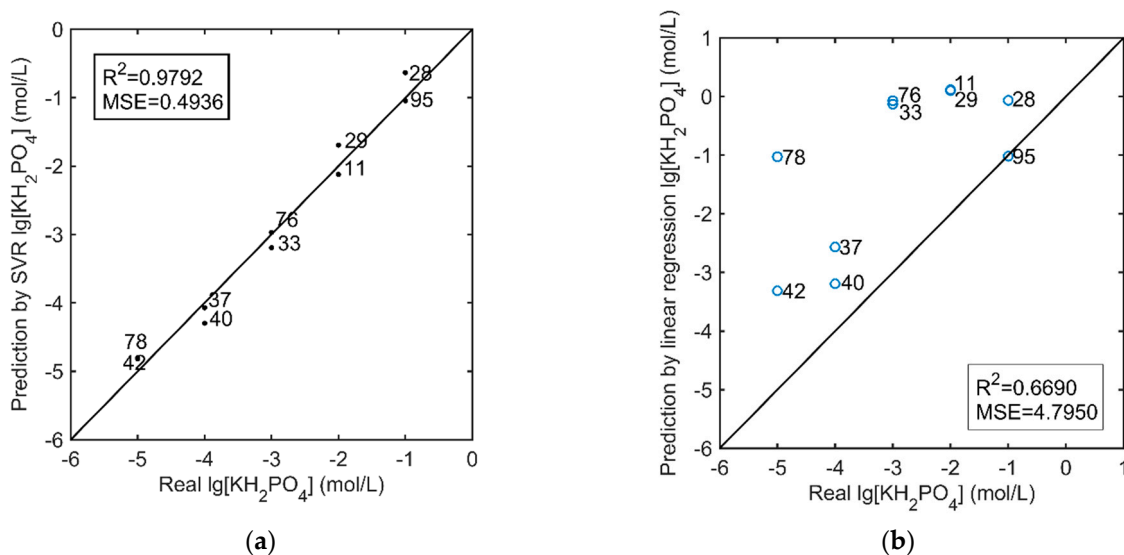 0
-1
-2
-3
-4
-5
-6
Prediction by SVR lg[KH2PO4] (mol/L)
R2=0.9792
MSE=0.4936
28
95
29
11
76
33
37
40
78
42
-6 -5 -4 -3 -2 -1 0
Real lg[KH2PO4] (mol/L)
(a)
1
0
-1
-2
-3
-4
-5
-6
Prediction by linear regression lg[KH2PO4] (mol/L)
76
33
11
29
28
78
95
37
42
40
R2=0.6690
MSE=4.7950
-6 -5 -4 -3 -2 -1 0 1
Real lg[KH2PO4] (mol/L)
(b)